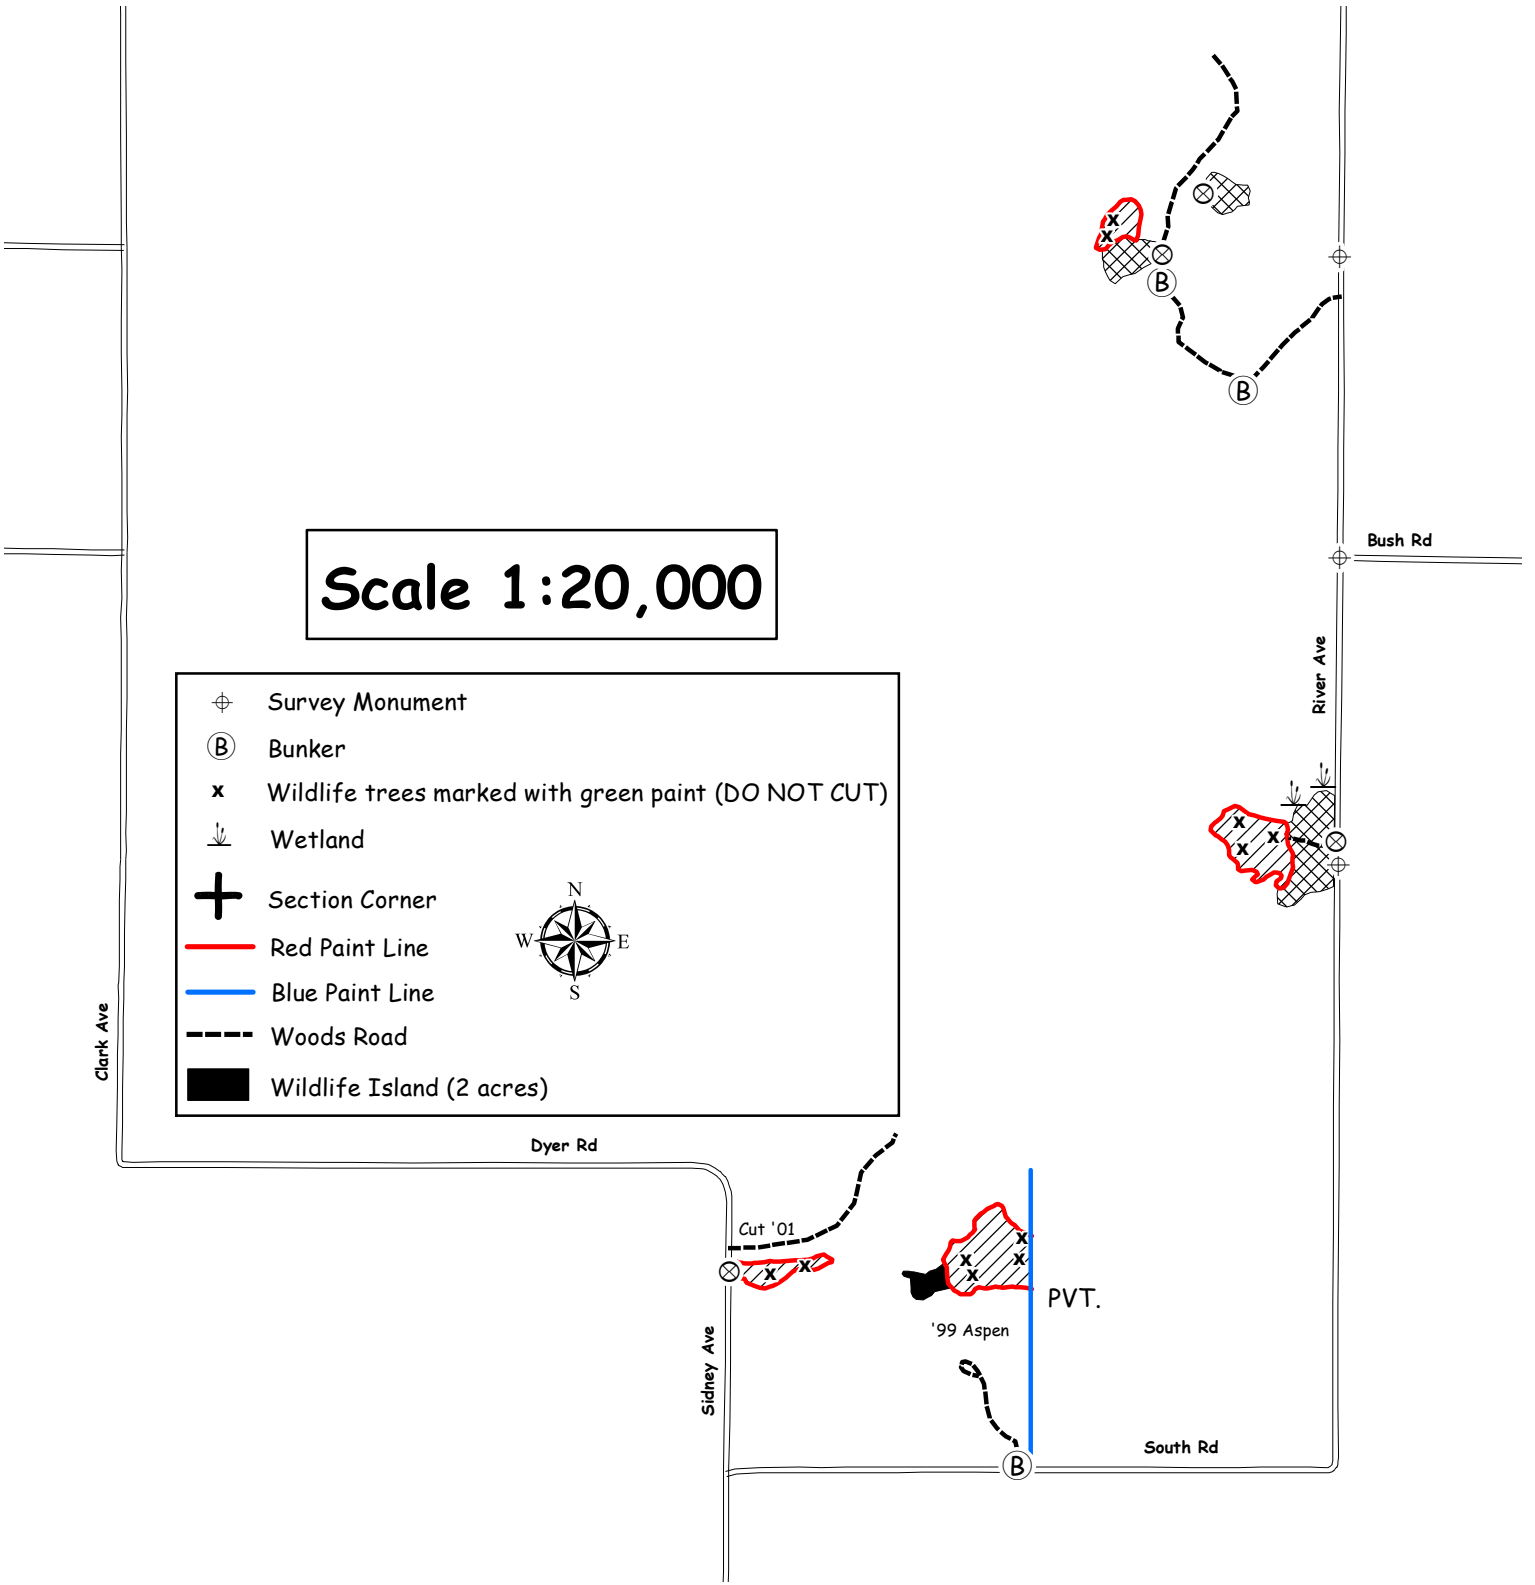 x
x
B
B
Bush Rd
Scale 1:20,000
River Ave
Survey Monument
B Bunker
x Wildlife trees marked with green paint (DO NOT CUT)
Wetland
Section Corner
Red Paint Line
Blue Paint Line
Woods Road
Wildlife Island (2 acres)
N
W E
S
x
x
x
Clark Ave
Dyer Rd
Cut '01
x
x
x
x
x
x
PVT.
'99 Aspen
Sidney Ave
South Rd
B